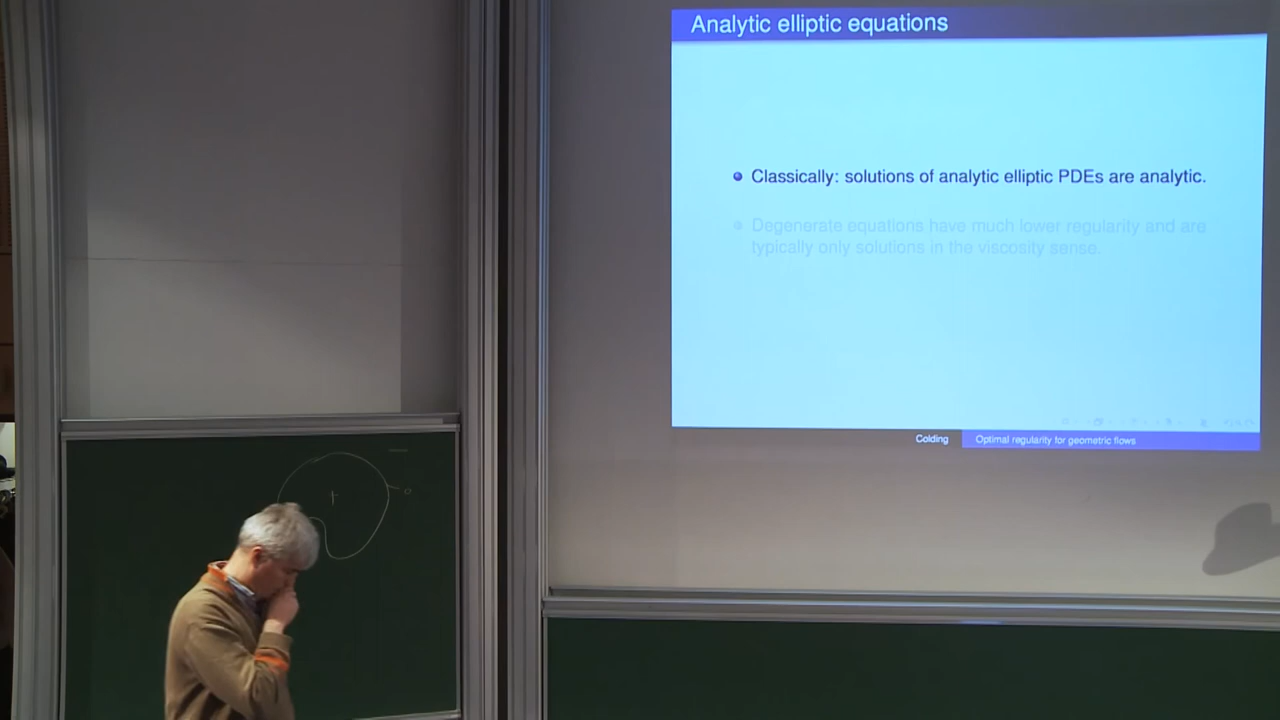 Analytic elliptic equations
Classically: solutions of analytic elliptic PDEs are analytic.
Degenerate equations have much lower regularity and are
typically only solutions in the viscosity sense.
Colding
Optimal regularity for geometric flows
+